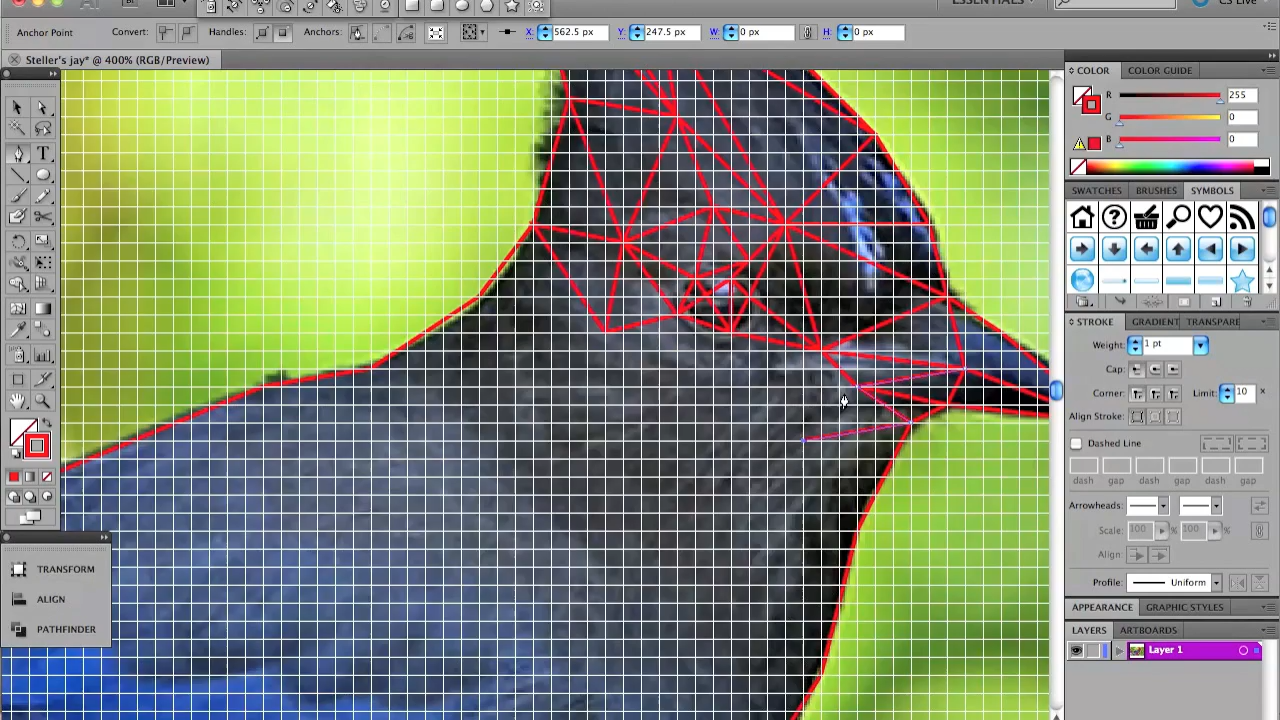 ESSENTIALS
CS Live
Anchor Point Convert: Handles: Anchors: X: 562.5 px Y: 247.5 px W: 0 px H: 0 px
Steller's jay* @ 400% (RGB/Preview)
COLOR COLOR GUIDE
R 255
G 0
B 0
SWATCHES BRUSHES SYMBOLS
STROKE GRADIENT TRANSPARE
Weight: 1 pt
Cap:
Corner: Limit: 10 x
Align Stroke:
Dashed Line
dash gap dash gap dash gap
Arrowheads:
Scale: 100 % 100 %
Align:
Profile: Uniform
APPEARANCE GRAPHIC STYLES
LAYERS ARTBOARDS
Layer 1
T
TRANSFORM
ALIGN
PATHFINDER